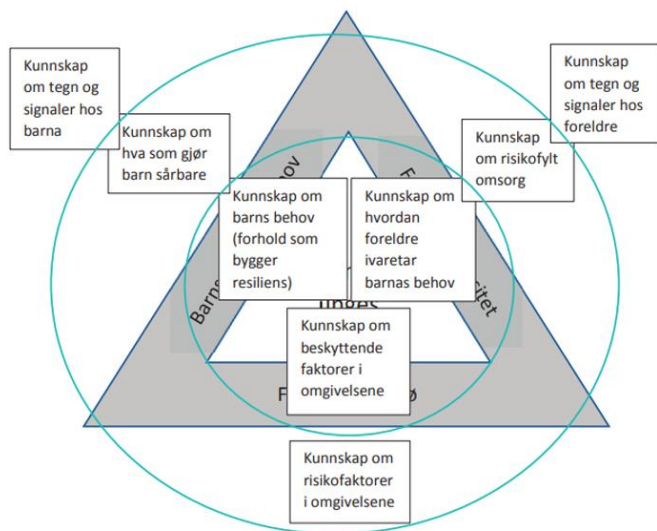 Kunnskap
om tegn og
signaler hos
barna
Kunnskap om
hva som gjør
barn sårbare
Kunnskap
om tegn og
signaler hos
foreldre
Kunnskap
om risikofylt
omsorg
Kunnskap om
barns behov
(forhold som
bygger
resiliens)
Kunnskap om
hvordan
foreldre
ivaretar
barnas behov
Kunnskap om
beskyttende
faktorer i
omgivelsene
Kunnskap om
risikofaktorer
i omgivelsene